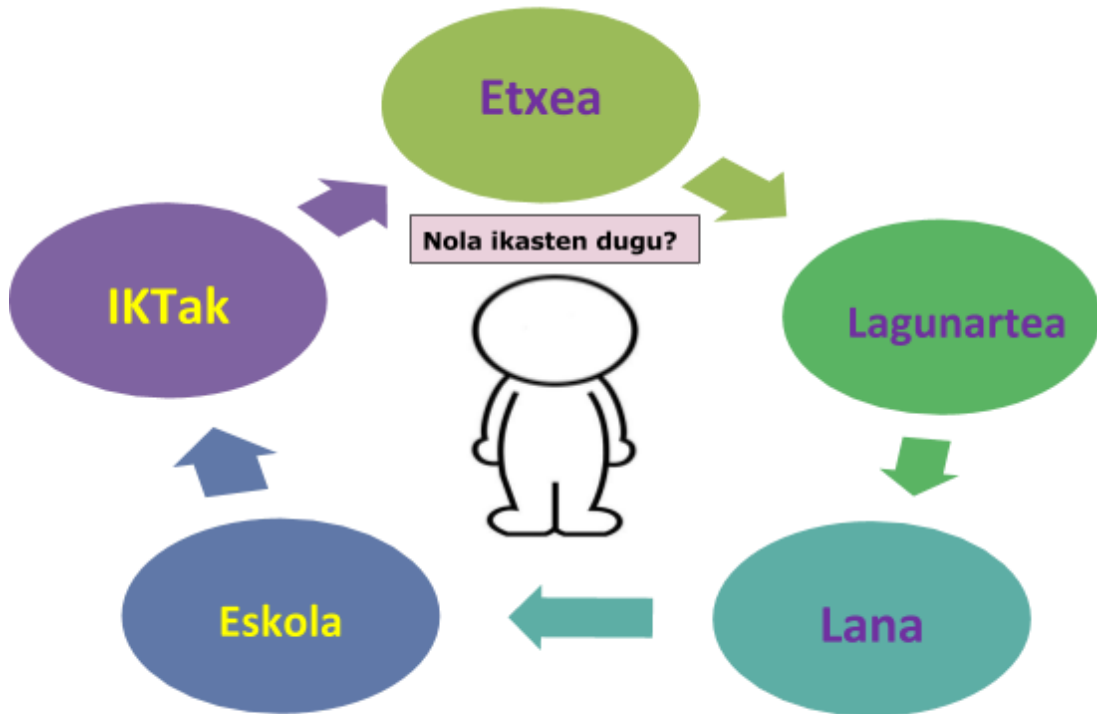 Etxea
Nola ikasten dugu?
IKTak
Lagunartea
Eskola
Lana